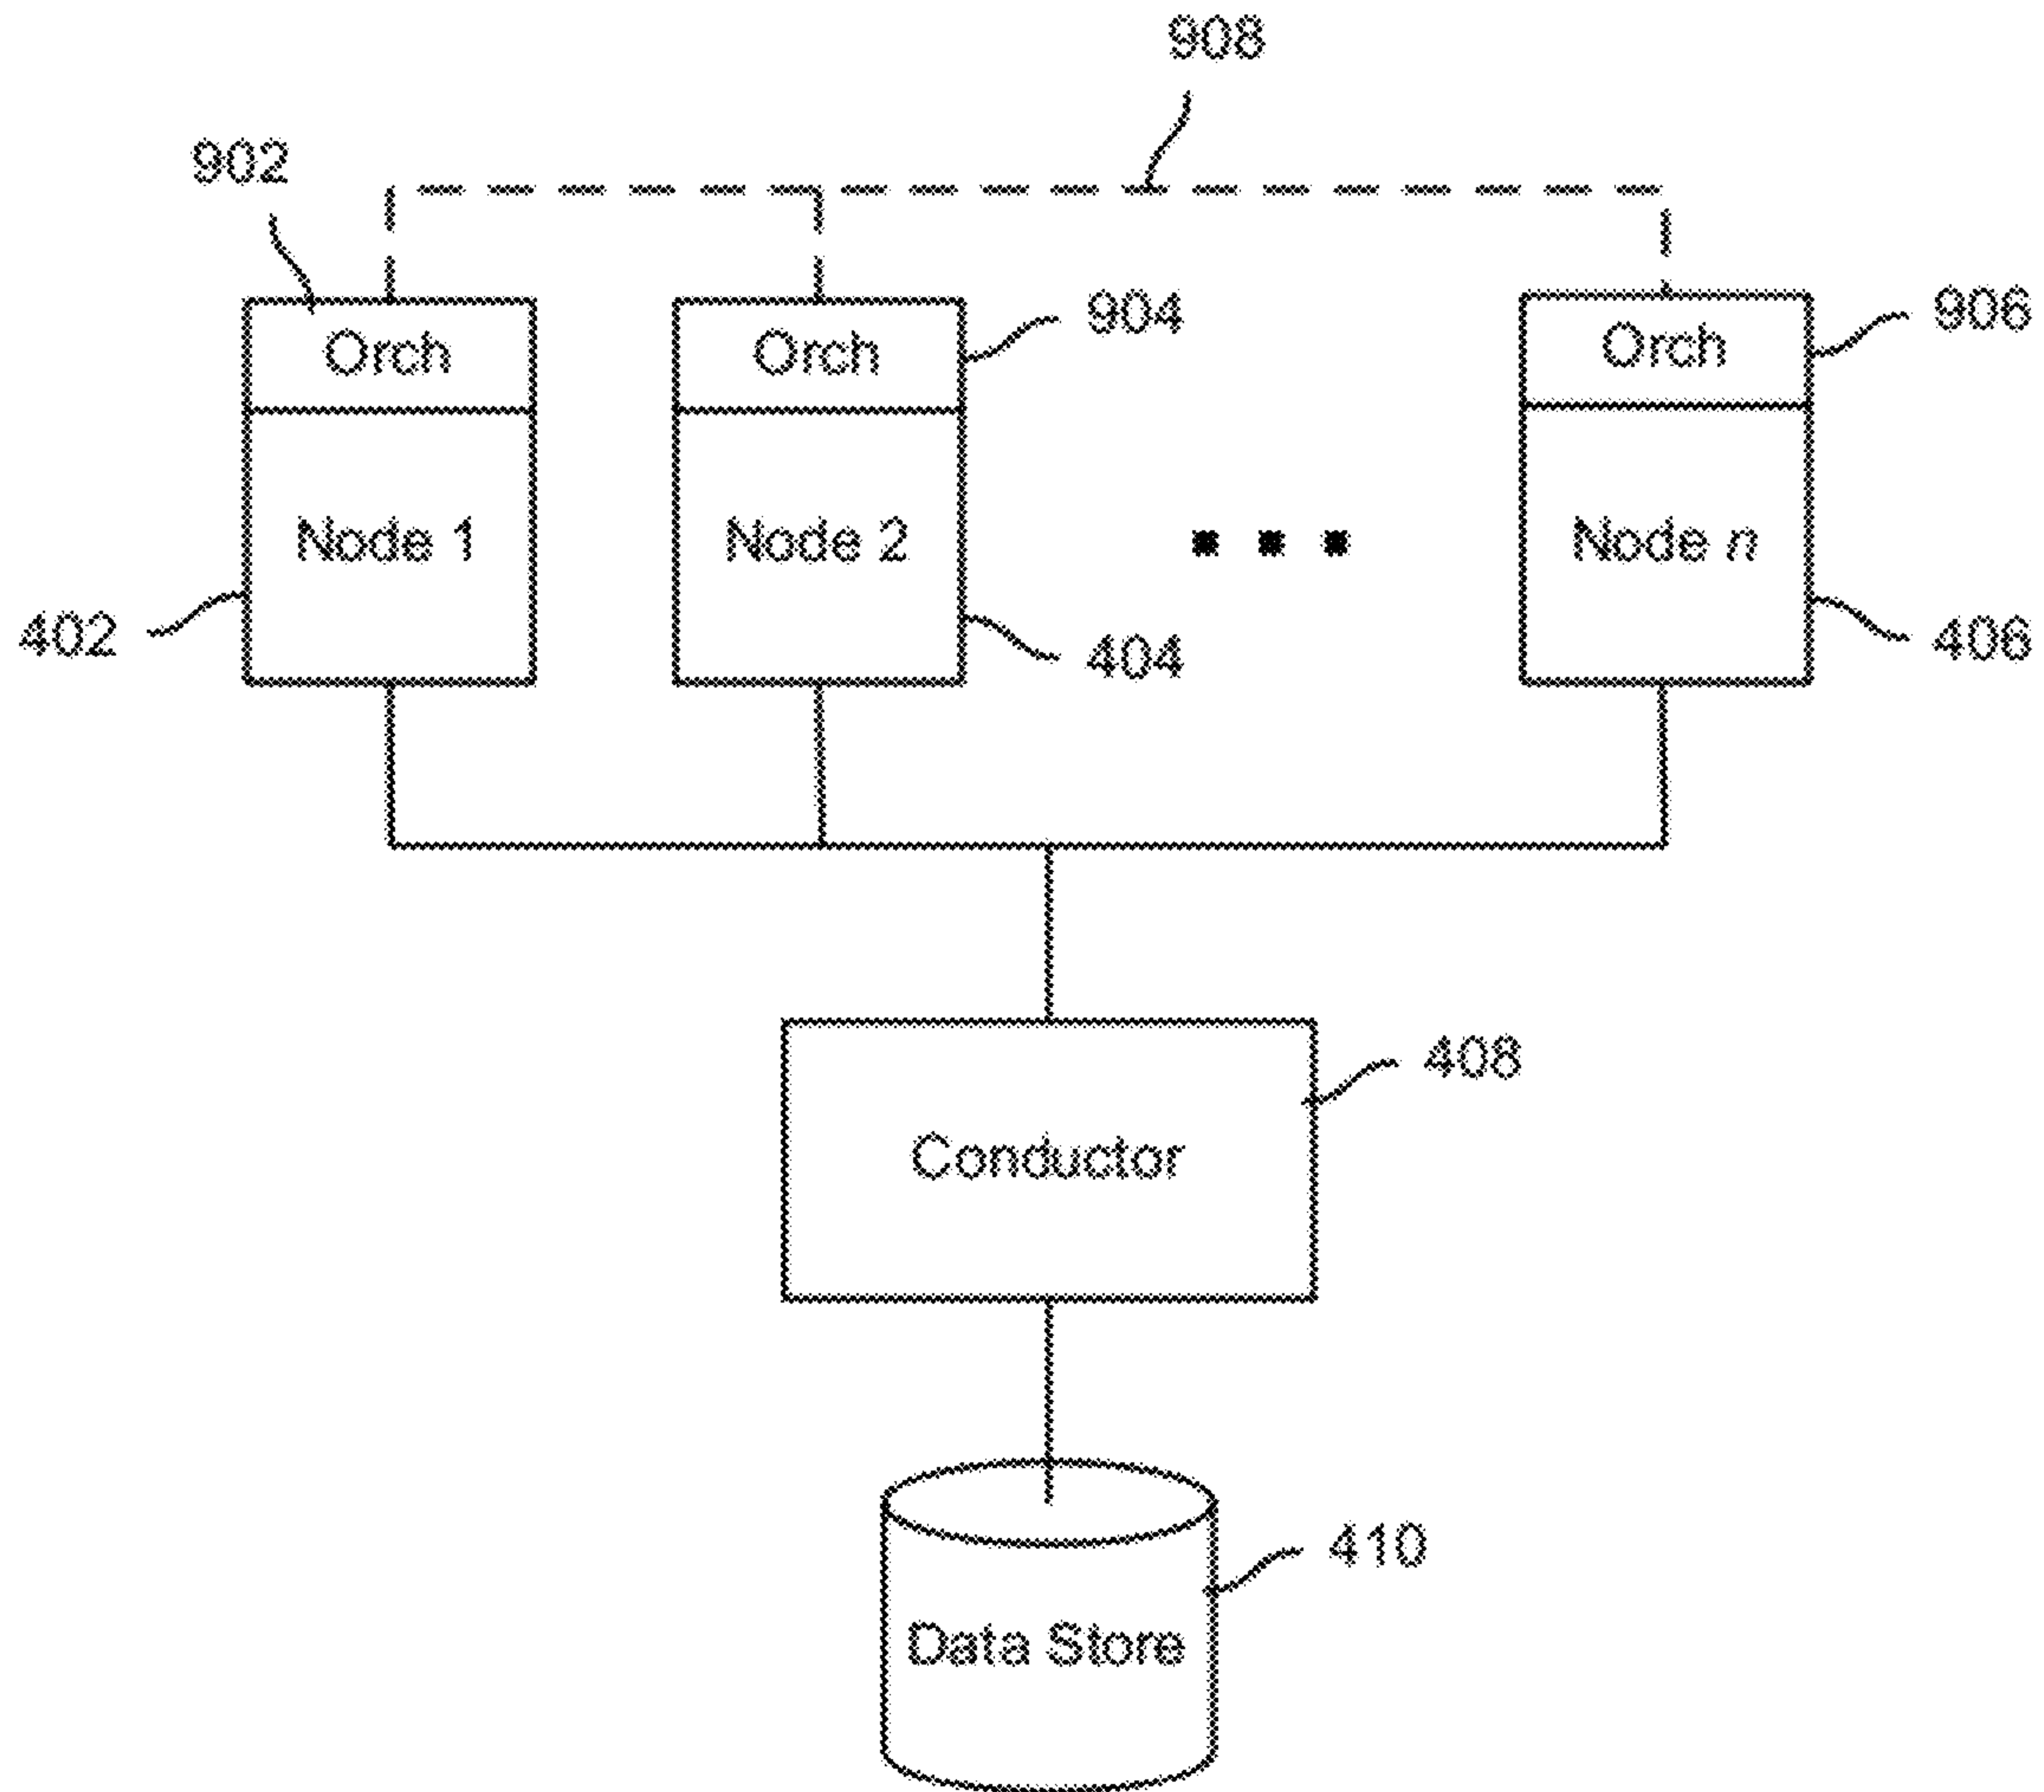 908
902
Orch
Orch
904
Orch
906
Node 1
Node 2
Node n
402
404
406
408
Conductor
410
Data Store